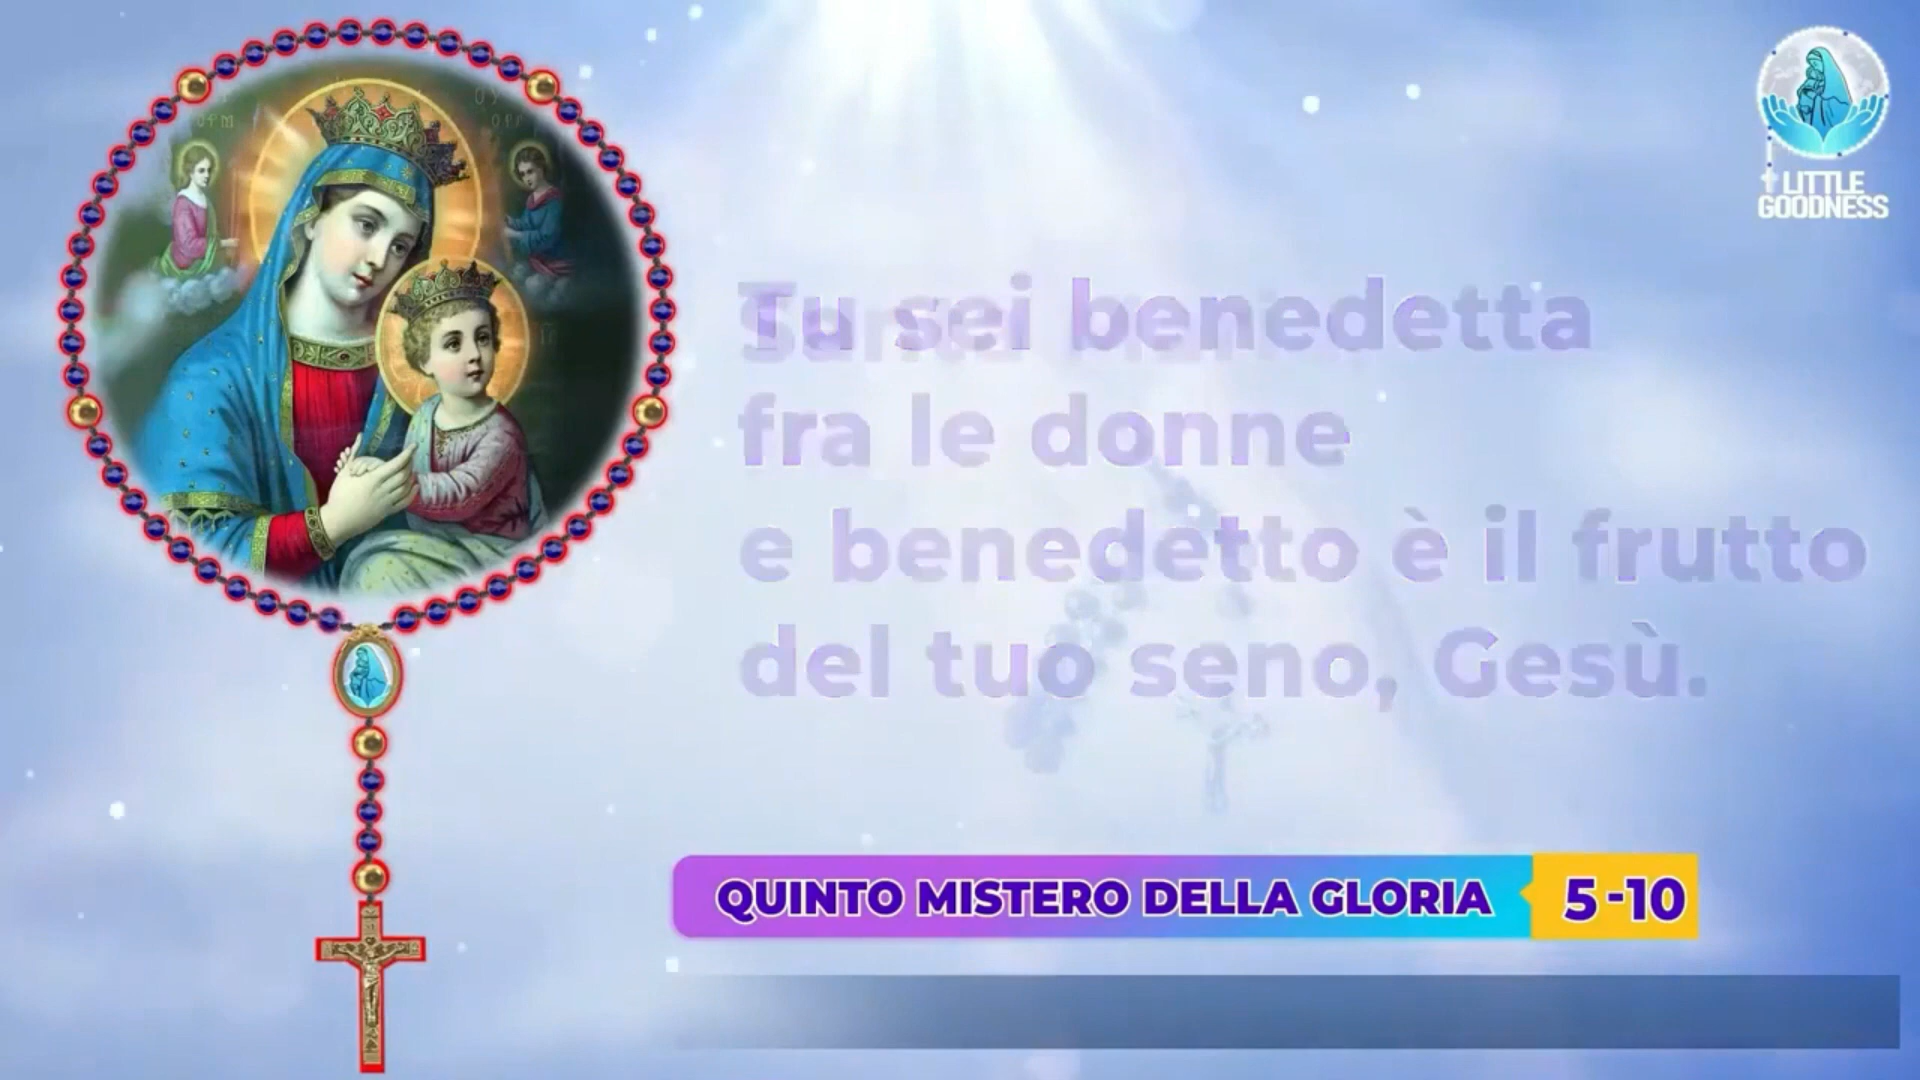 LITTLE
GOODNESS
Tu sei benedetta
fra le donne
e benedetto è il frutto
del tuo seno, Gesù.
QUINTO MISTERO DELLA GLORIA
5-10